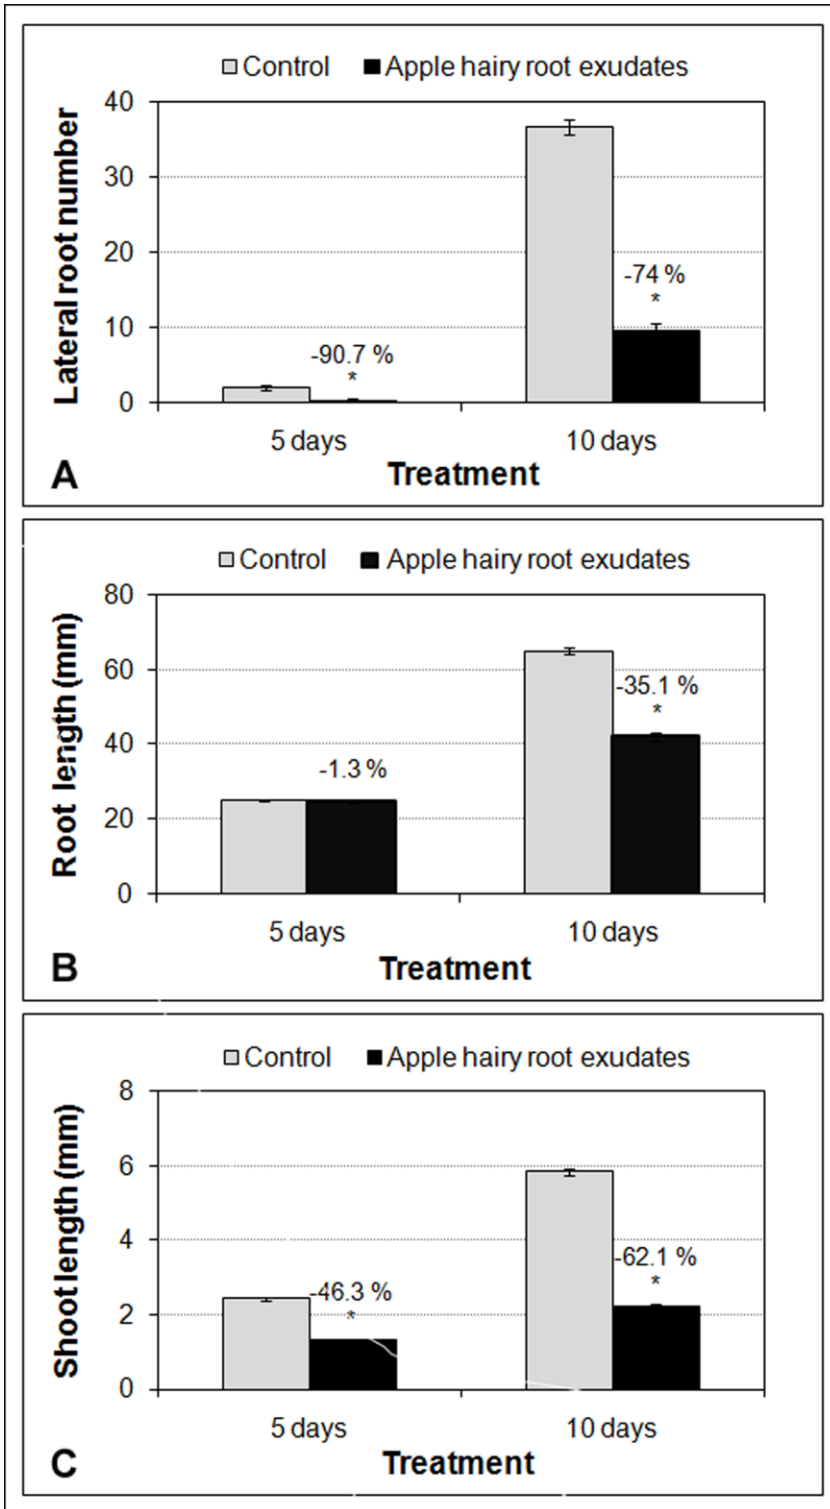 Control Apple hairy root exudates
Lateral root number
40
30
20
10
0
-90.7 %
*
-74 %
*
5 days 10 days
A Treatment
Control Apple hairy root exudates
Root length (mm)
80
60
40
20
0
-1.3 %
-35.1 %
*
5 days 10 days
B Treatment
Control Apple hairy root exudates
Shoot length (mm)
8
6
4
2
0
-46.3 %
*
-62.1 %
*
5 days 10 days
C Treatment